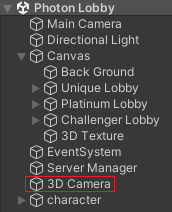 Photon Lobby
Main Camera
Directional Light
Canvas
Back Ground
Unique Lobby
Platinum Lobby
Challenger Lobby
3D Texture
EventSystem
Server Manager
3D Camera
character